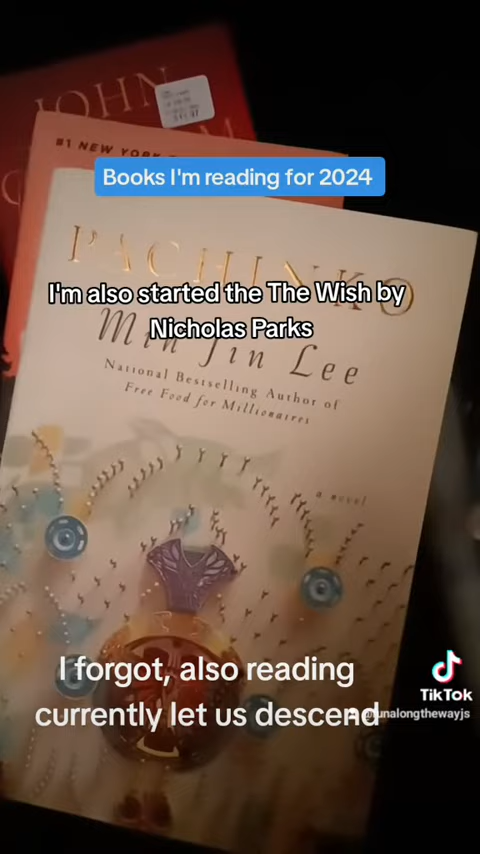 JOHN
#1 NEW YORK
Books I'm reading for 2024
PACHINKO
I'm also started the The Wish by
Nicholas Parks
Min Jin Lee
National Bestselling Author of
Free Food for Millionaires
a novel
I forgot, also reading
currently let us descend
TikTok